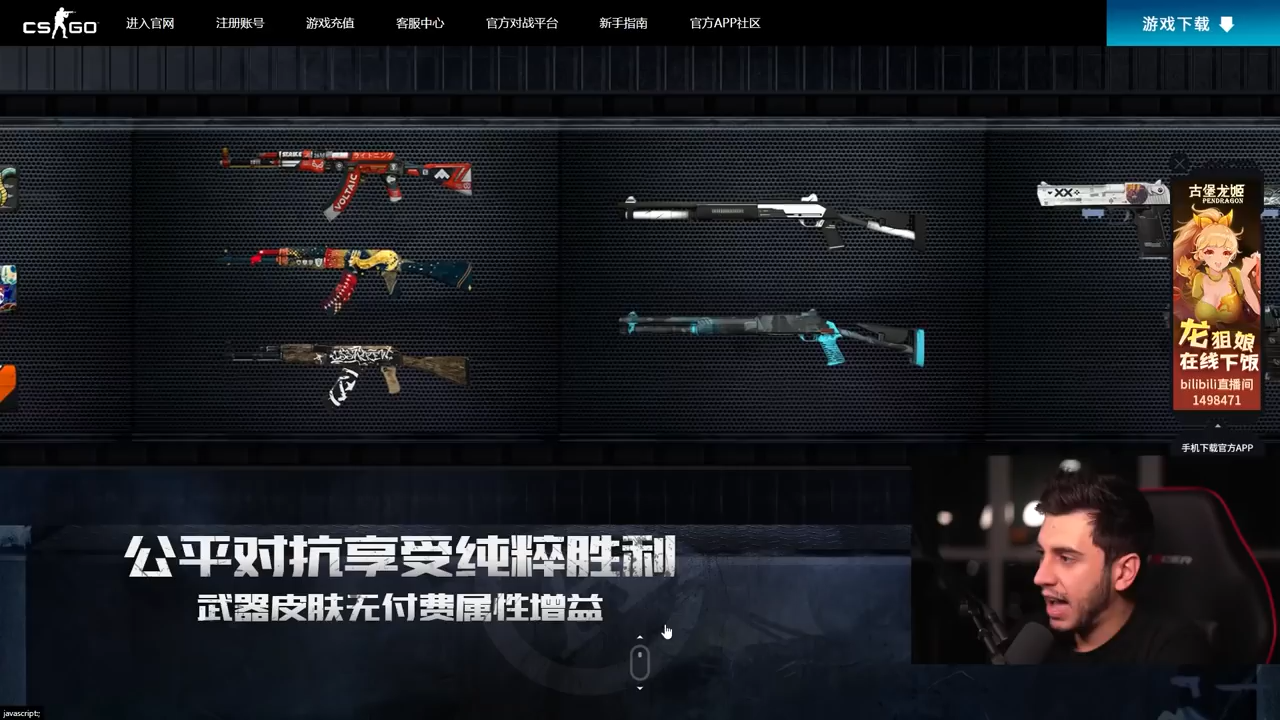 CS GO
进入官网
注册账号
游戏充值
客服中心
官方对战平台
新手指南
官方APP社区
游戏下载
VOLTAIC
XX
古堡龙姬
PENDRAGON
龙狙娘
在线下饭
bilibili直播间
1498471
手机下载官方APP
公平对抗享受纯粹胜利
武器皮肤无付费属性增益
javascript:;